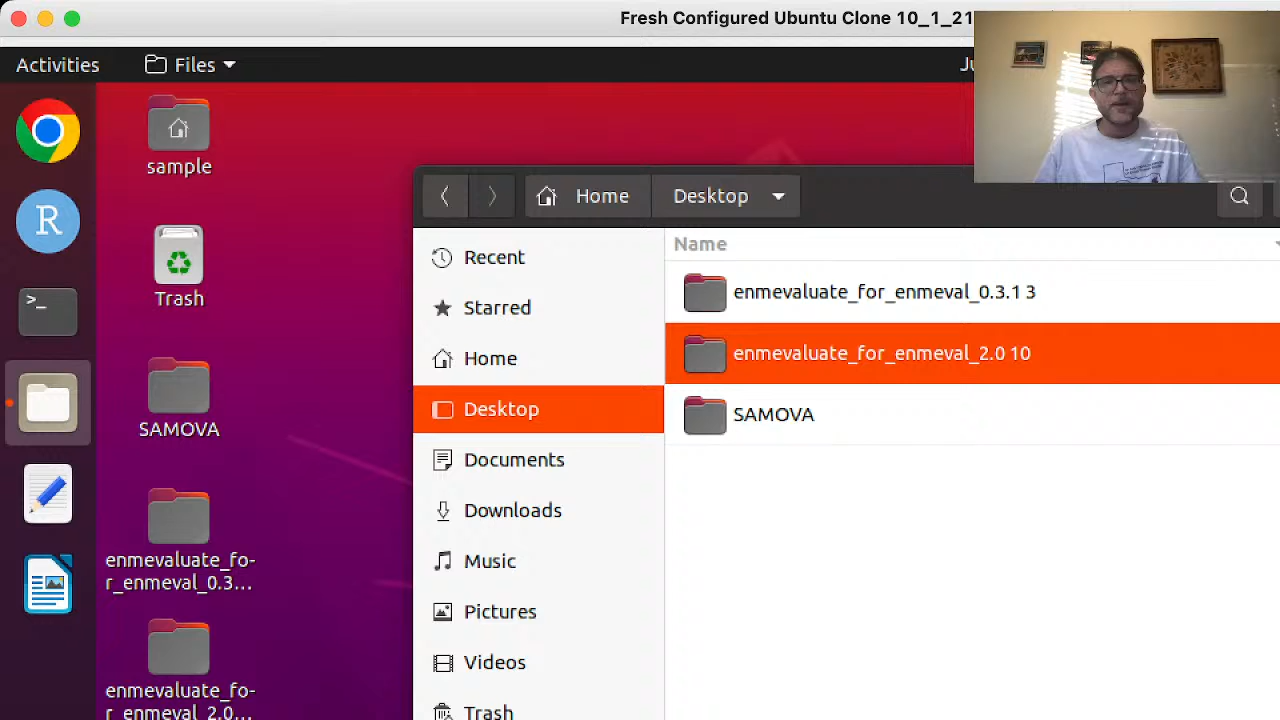 Fresh Configured Ubuntu Clone 10_1_21
Activities
Files
sample
Trash
SAMOVA
enmevaluate_fo-
r_enmeval_0.3...
enmevaluate_fo-
r_enmeval_2.0...
Home
Desktop
Recent
Starred
Home
Desktop
Documents
Downloads
Music
Pictures
Videos
Trash
Name
enmevaluate_for_enmeval_0.3.1 3
enmevaluate_for_enmeval_2.0 10
SAMOVA